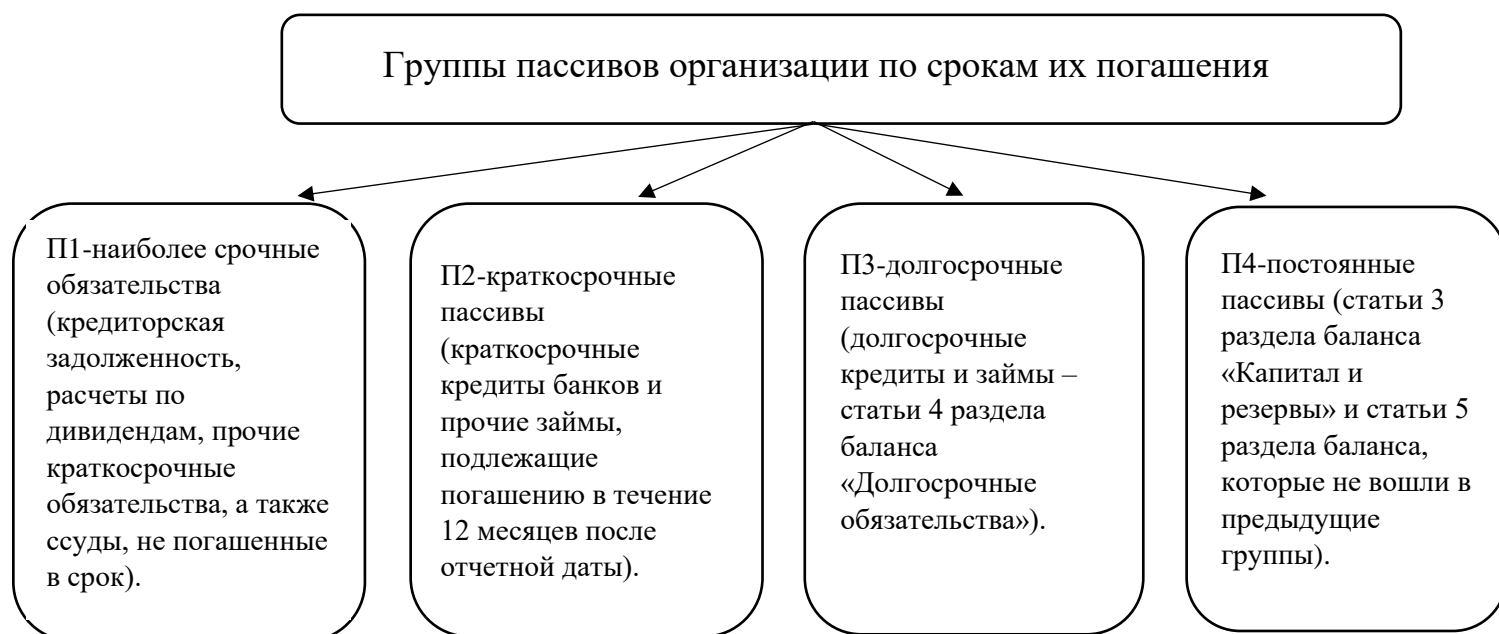 Группы пассивов организации по срокам их погашения
П1-наиболее срочные
обязательства
(кредиторская
задолженность,
расчеты по
дивидендам, прочие
краткосрочные
обязательства, а также
ссуды, не погашенные
в срок).
П2-краткосрочные
пассивы
(краткосрочные
кредиты банков и
прочие займы,
подлежащие
погашению в течение
12 месяцев после
отчетной даты).
П3-долгосрочные
пассивы
(долгосрочные
кредиты и займы –
статьи 4 раздела
баланса
«Долгосрочные
обязательства»).
П4-постоянные
пассивы (статьи 3
раздела баланса
«Капитал и
резервы» и статьи 5
раздела баланса,
которые не вошли в
предыдущие
группы).